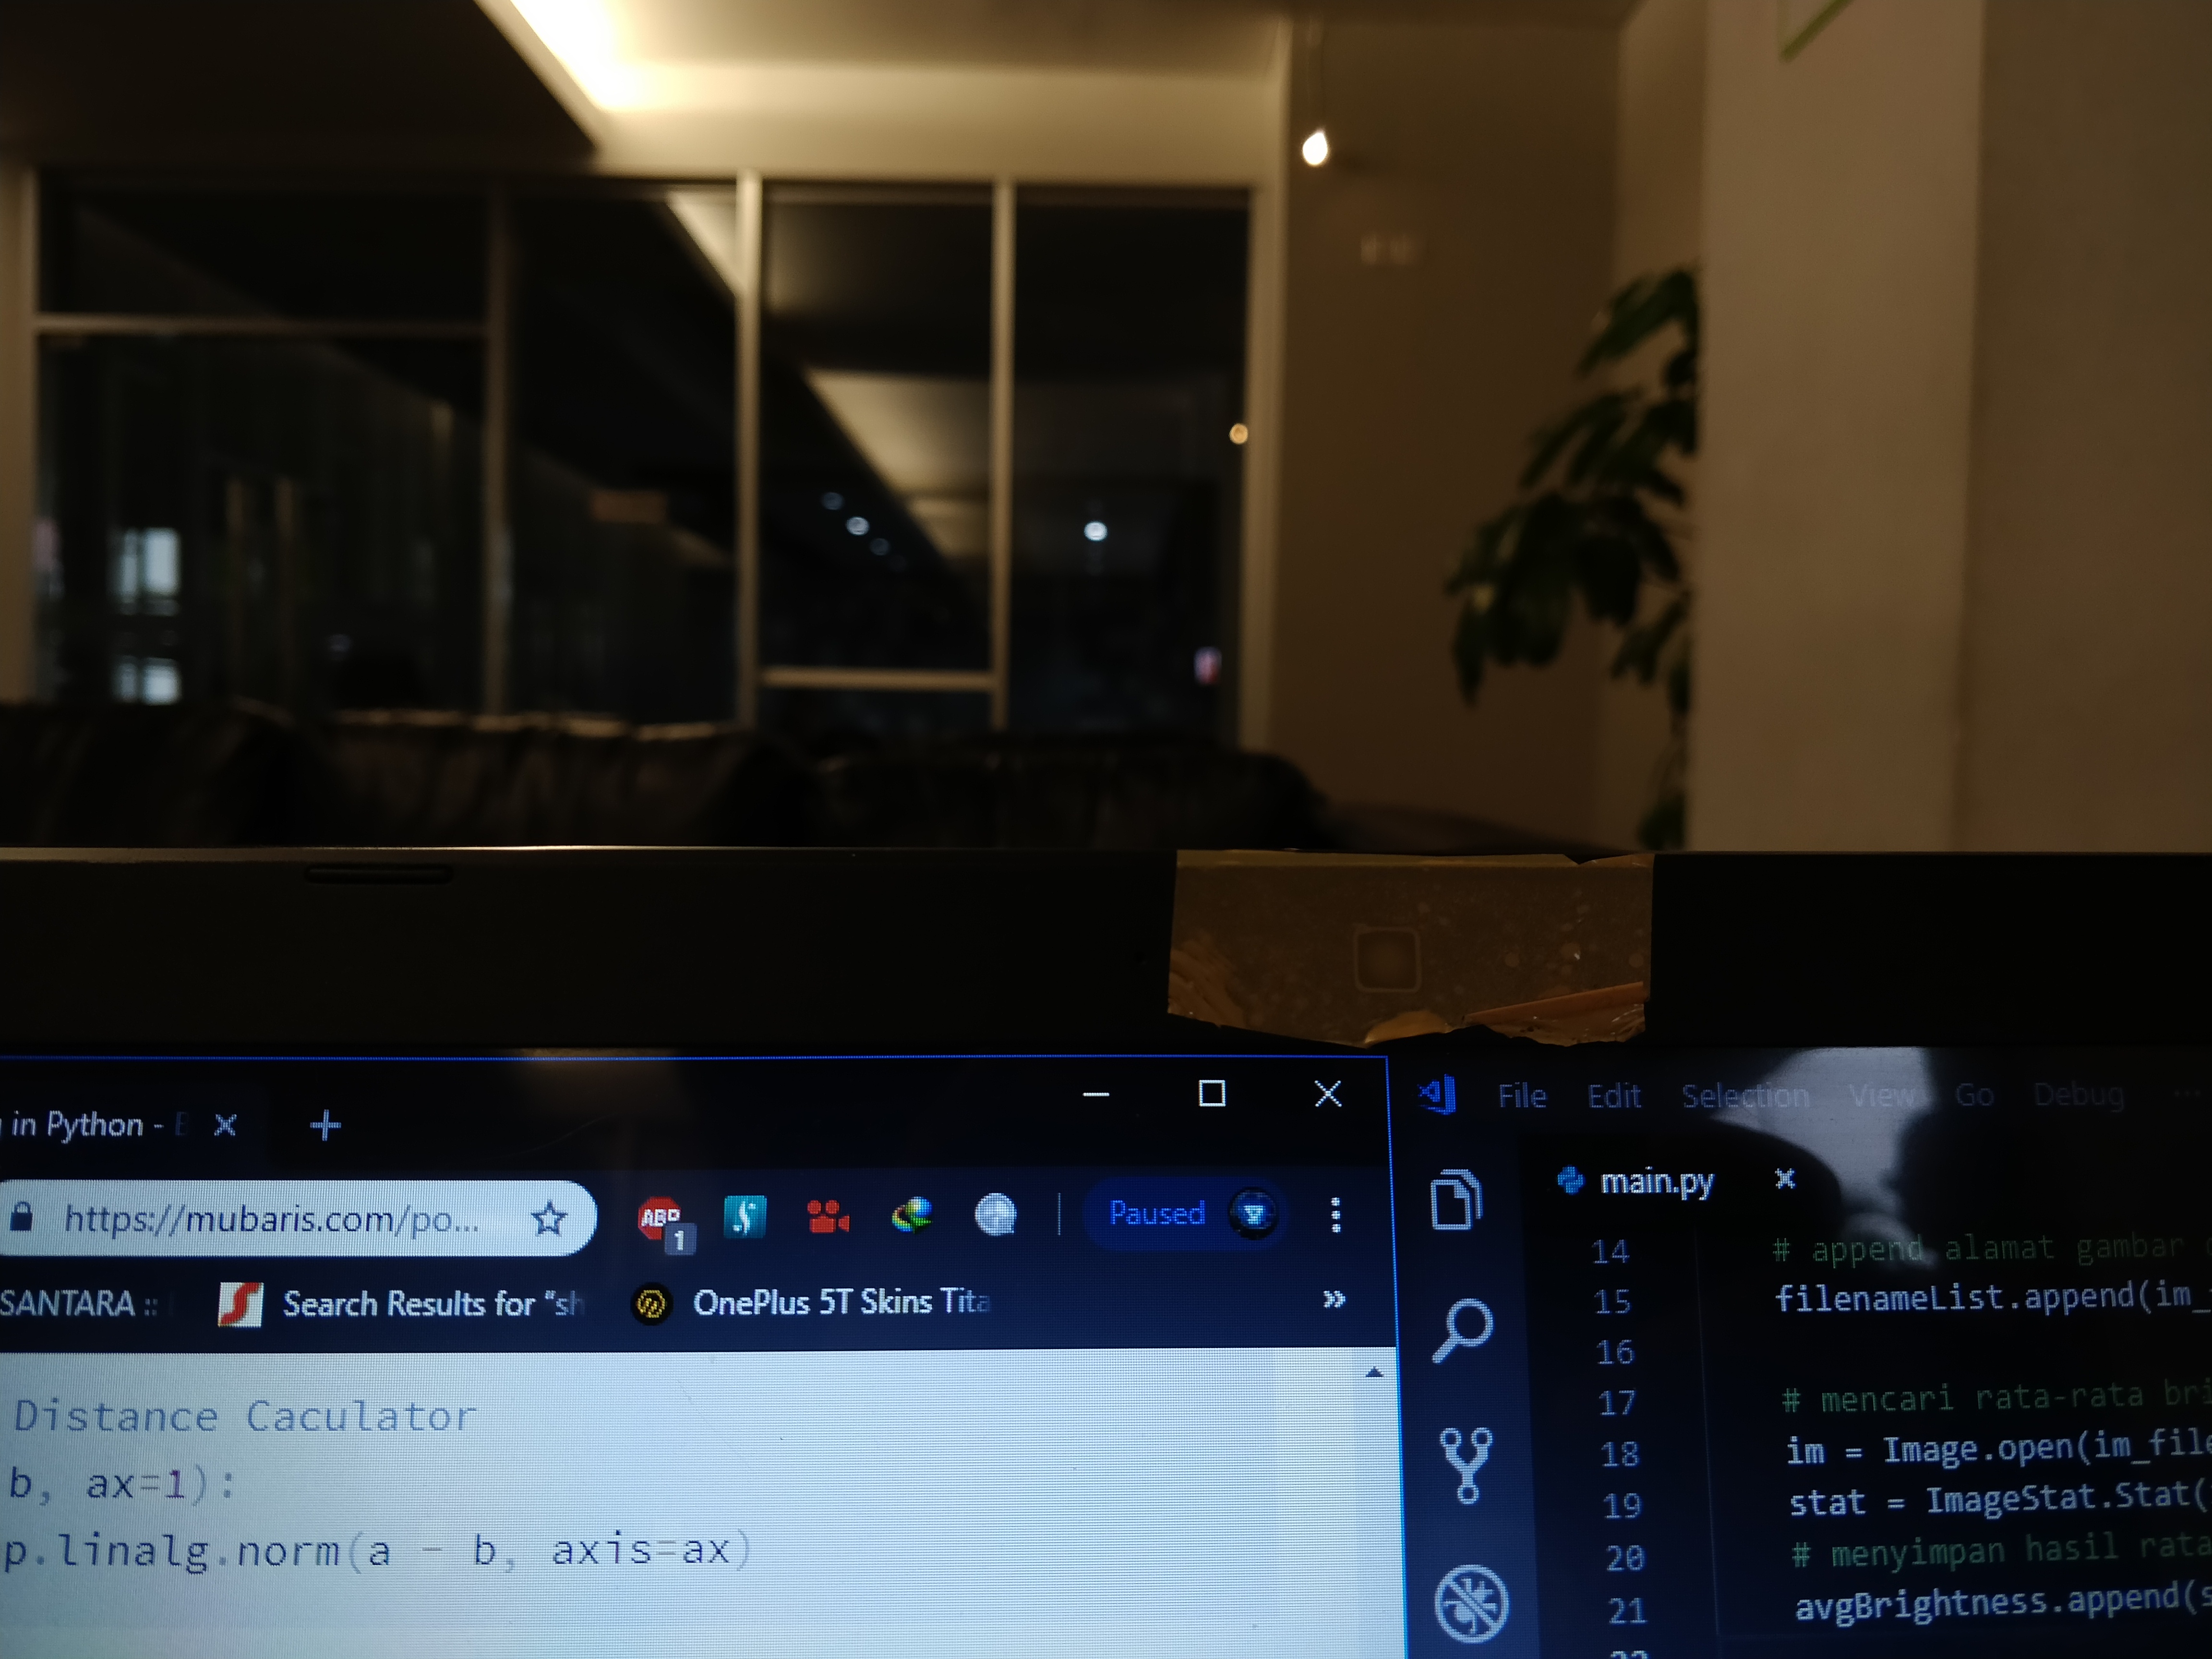 in Python -
https://mubaris.com/po...
ABP
1
Paused
SANTARA ::
Search Results for "sh
OnePlus 5T Skins Tita
Distance Caculator
b, ax=1):
p.linalg.norm(a - b, axis=ax)
File Edit Selection View Go Debug ...
main.py
14 # append alamat gambar
15 filenameList.append(im_
16
17 # mencari rata-rata bri
18 im = Image.open(im_file
19 stat = ImageStat.Stat(
20 # menyimpan hasil rata
21 avgBrightness.append(s
22